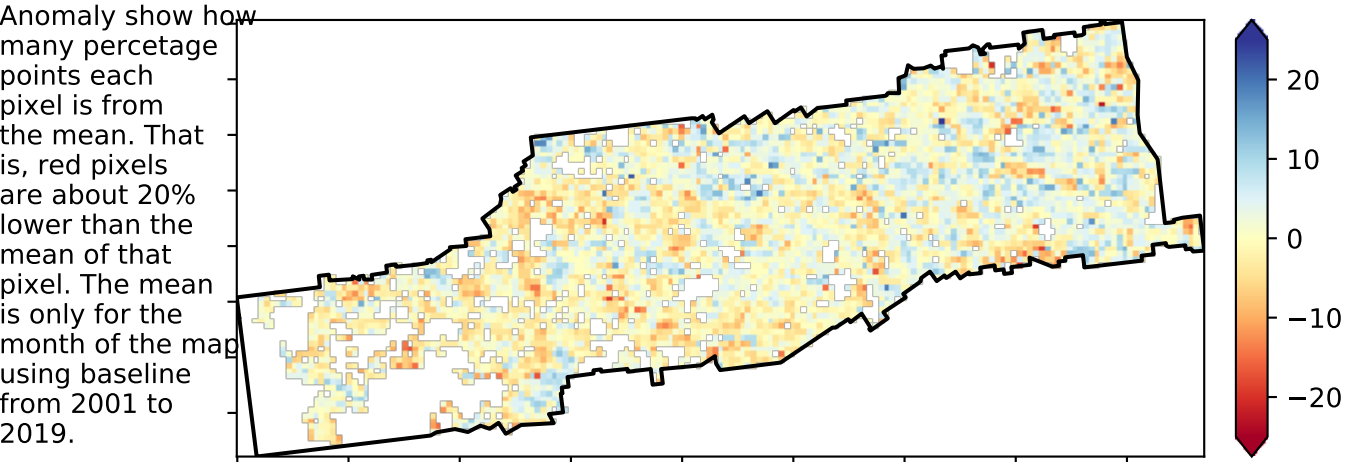 Anomaly show how
many percetage
points each
pixel is from
the mean. That
is, red pixels
are about 20%
lower than the
mean of that
pixel. The mean
is only for the
month of the map
using baseline
from 2001 to
2019.
20
10
0
−10
−20